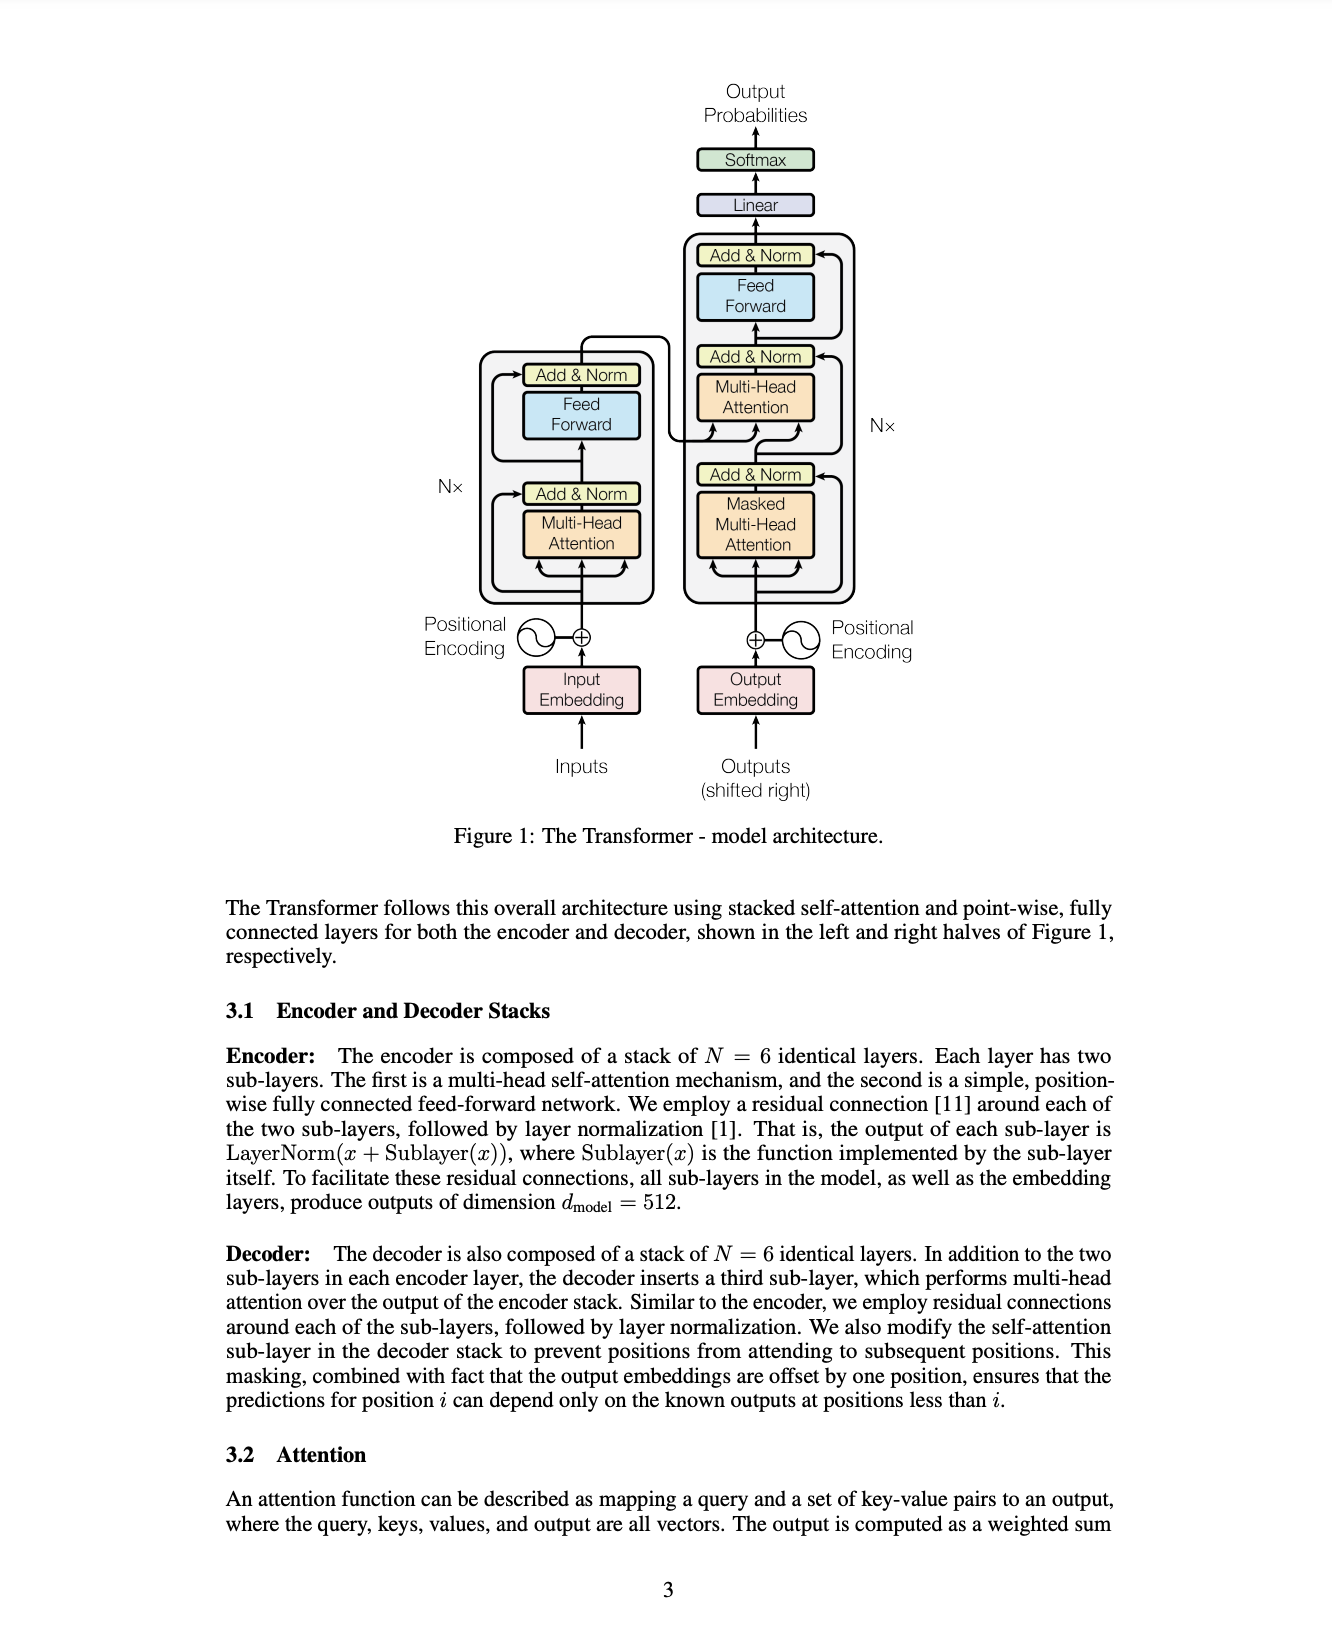 Output
Probabilities
Softmax
Linear
Add & Norm
Feed
Forward
Add & Norm
Multi-Head
Attention
Add & Norm
Feed
Forward
Nx
Add & Norm
Masked
Multi-Head
Attention
Nx
Add & Norm
Multi-Head
Attention
Positional
Encoding
Positional
Encoding
Input
Embedding
Output
Embedding
Inputs
Outputs
(shifted right)
Figure 1: The Transformer - model architecture.
The Transformer follows this overall architecture using stacked self-attention and point-wise, fully
connected layers for both the encoder and decoder, shown in the left and right halves of Figure 1,
respectively.
3.1 Encoder and Decoder Stacks
Encoder: The encoder is composed of a stack of N = 6 identical layers. Each layer has two
sub-layers. The first is a multi-head self-attention mechanism, and the second is a simple, position-
wise fully connected feed-forward network. We employ a residual connection [11] around each of
the two sub-layers, followed by layer normalization [1]. That is, the output of each sub-layer is
LayerNorm(x + Sublayer(x)), where Sublayer(x) is the function implemented by the sub-layer
itself. To facilitate these residual connections, all sub-layers in the model, as well as the embedding
layers, produce outputs of dimension dmodel = 512.
Decoder: The decoder is also composed of a stack of N = 6 identical layers. In addition to the two
sub-layers in each encoder layer, the decoder inserts a third sub-layer, which performs multi-head
attention over the output of the encoder stack. Similar to the encoder, we employ residual connections
around each of the sub-layers, followed by layer normalization. We also modify the self-attention
sub-layer in the decoder stack to prevent positions from attending to subsequent positions. This
masking, combined with fact that the output embeddings are offset by one position, ensures that the
predictions for position i can depend only on the known outputs at positions less than i.
3.2 Attention
An attention function can be described as mapping a query and a set of key-value pairs to an output,
where the query, keys, values, and output are all vectors. The output is computed as a weighted sum
3